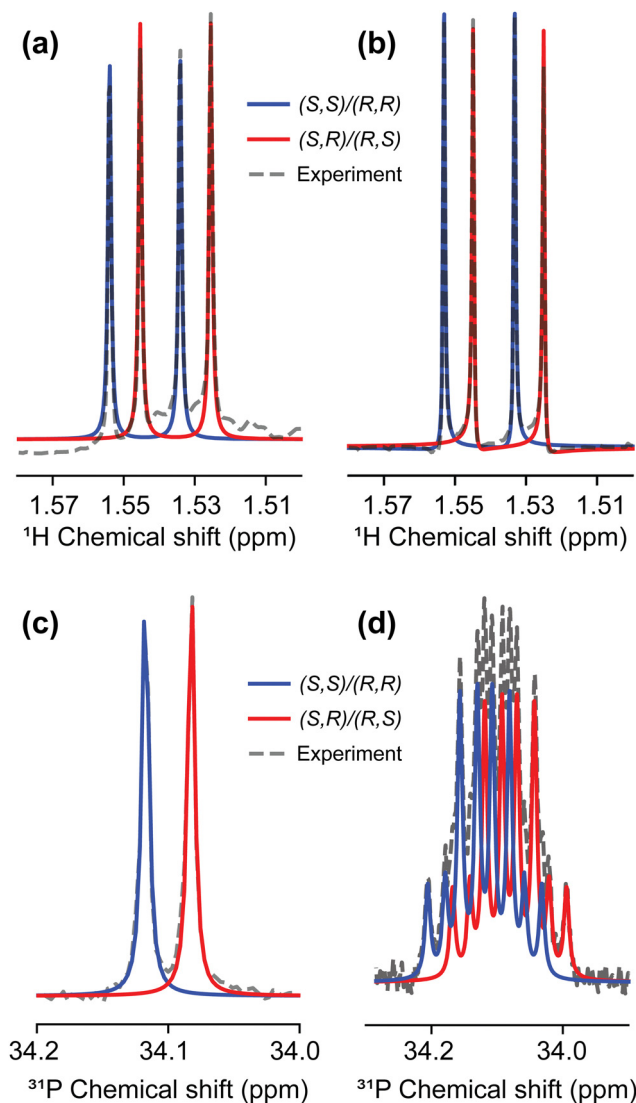 (a)
(b)
(S,S)/(R,R)
(S,R)/(R,S)
Experiment
1.57 1.55 1.53 1.51
1.57 1.55 1.53 1.51
¹H Chemical shift (ppm)
¹H Chemical shift (ppm)
(c)
(d)
(S,S)/(R,R)
(S,R)/(R,S)
Experiment
34.2 34.1 34.0
34.2 34.0
³¹P Chemical shift (ppm)
³¹P Chemical shift (ppm)